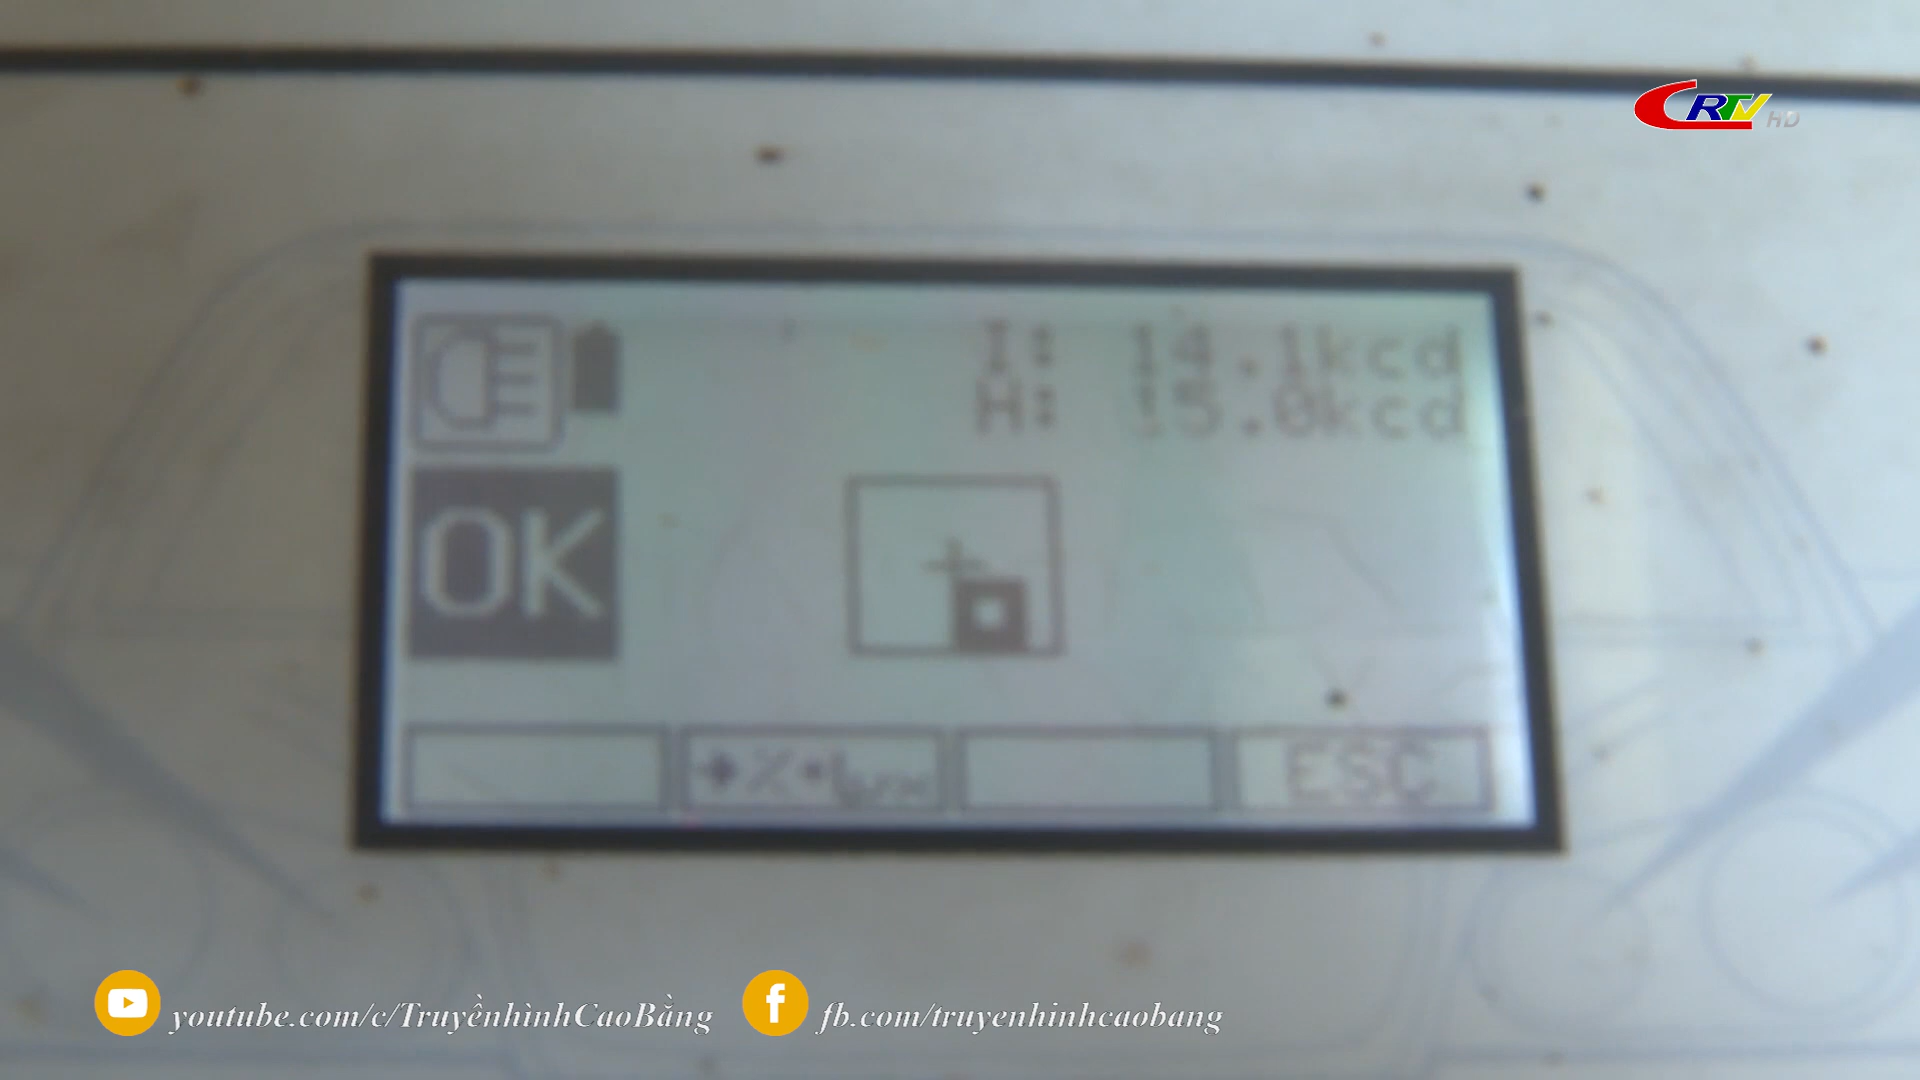 CRTV HD
I: 14.1kcd
H: 15.0kcd
OK
ESC
youtube.com/c/TruyềnhìnhCaoBằng
fb.com/truyenhinhcaobang